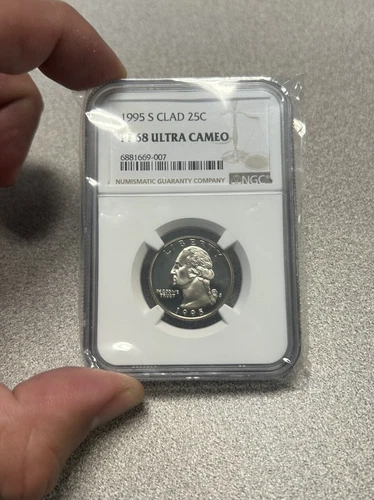 1995 S CLAD 25C
PF 68 ULTRA CAMEO
6881669-007
NUMISMATIC GUARANTY COMPANY
NGC
LIBERTY
IN GOD WE
TRUST
S
1995